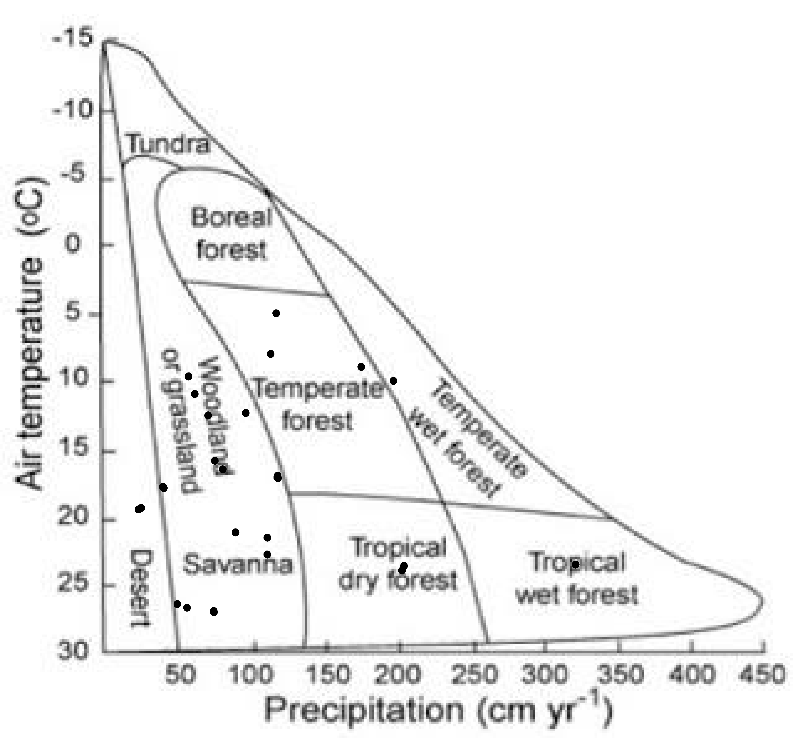 -15
-10
-5
0
5
10
15
20
25
30
Air temperature (oC)
Tundra
Boreal
forest
Woodland
or grassland
Temperate
forest
Temperate
wet forest
Desert
Savanna
Tropical
dry forest
Tropical
wet forest
50 100 150 200 250 300 350 400 450
Precipitation (cm yr⁻¹)